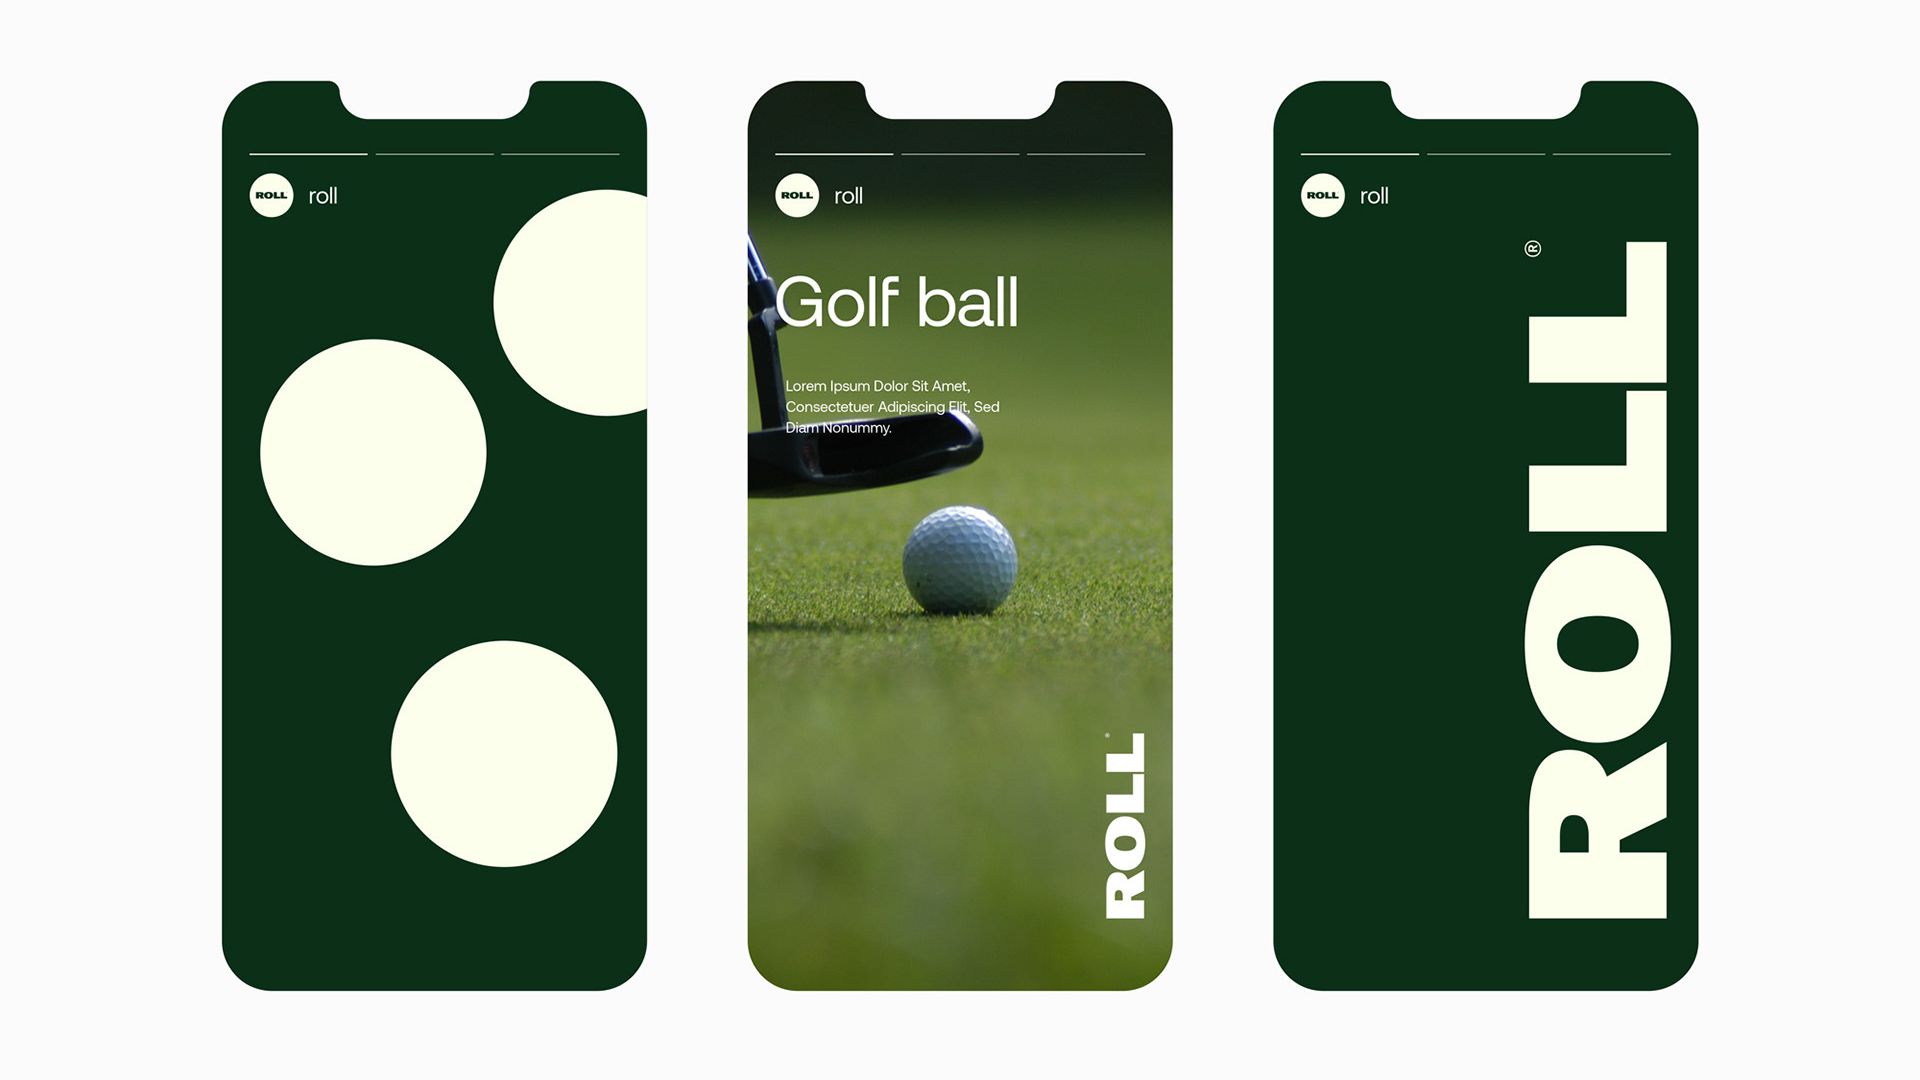 ROLL
roll
ROLL
roll
Golf ball
Lorem Ipsum Dolor Sit Amet,
Consectetuer Adipiscing Elit, Sed
Diam Nonummy.
ROLL®
ROLL
roll
ROLL®